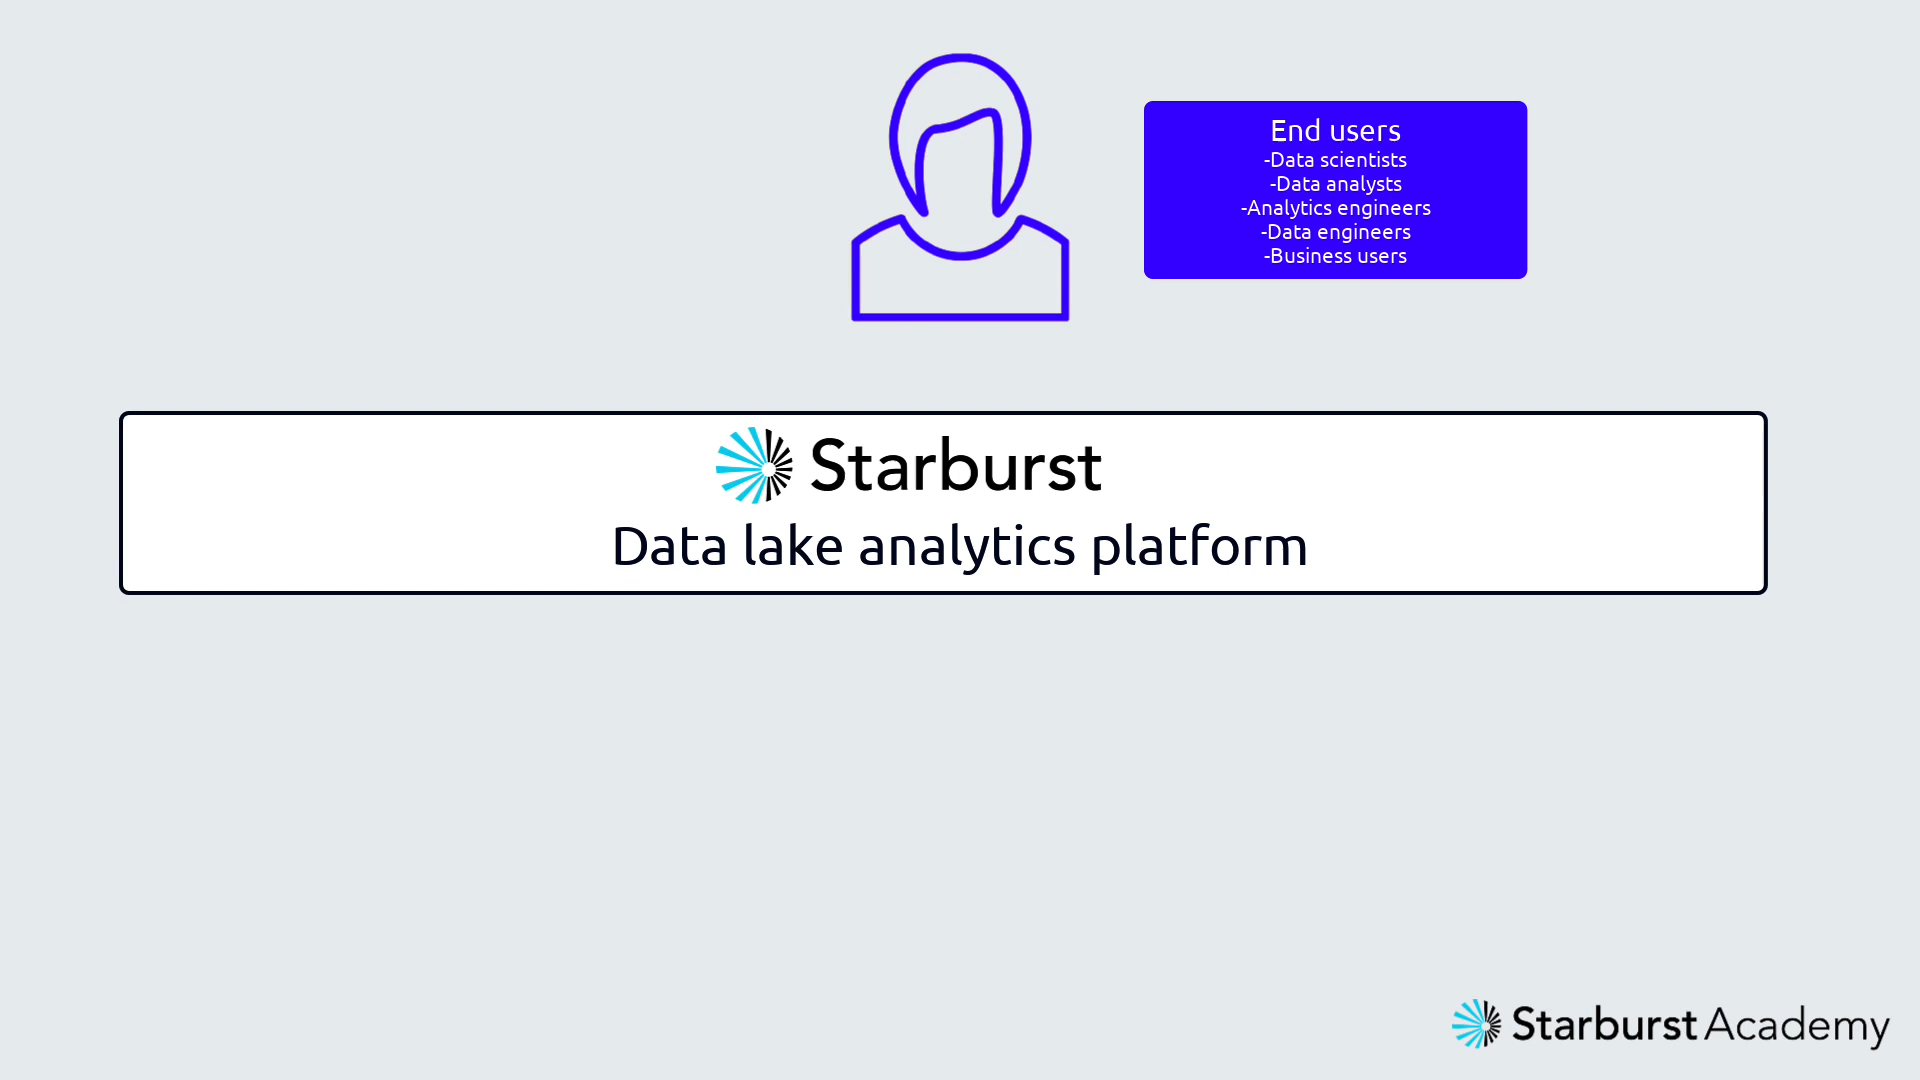 End users
-Data scientists
-Data analysts
-Analytics engineers
-Data engineers
-Business users
Starburst
Data lake analytics platform
Starburst Academy